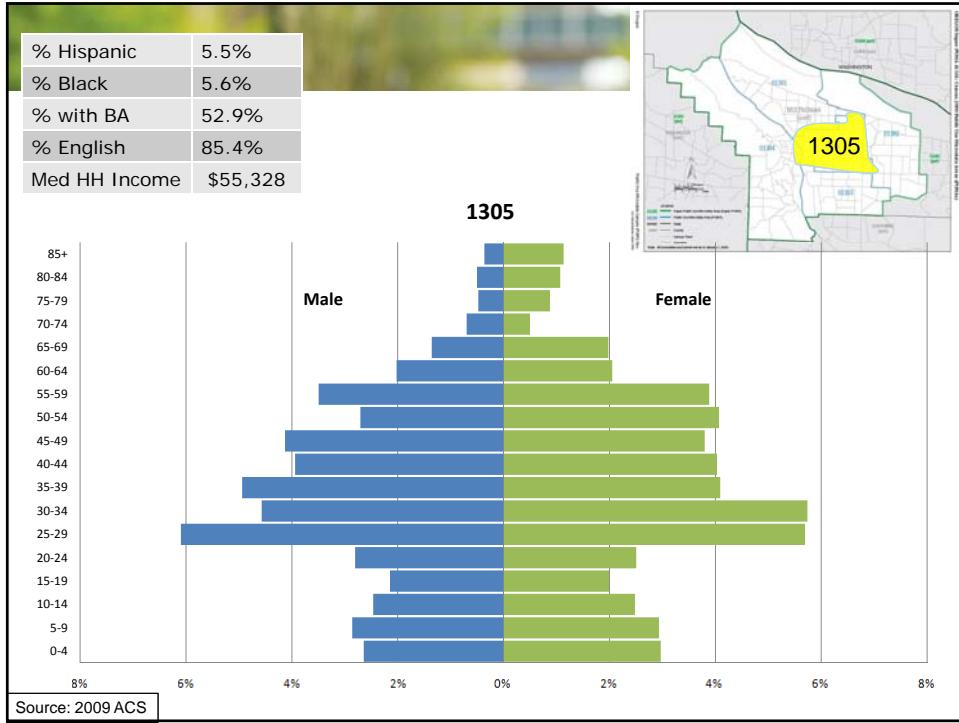 % Hispanic 5.5%
% Black 5.6%
% with BA 52.9%
% English 85.4%
Med HH Income $55,328
WASHINGTON
1305
1305
Male
Female
85+
80-84
75-79
70-74
65-69
60-64
55-59
50-54
45-49
40-44
35-39
30-34
25-29
20-24
15-19
10-14
5-9
0-4
8% 6% 4% 2% 0% 2% 4% 6% 8%
Source: 2009 ACS